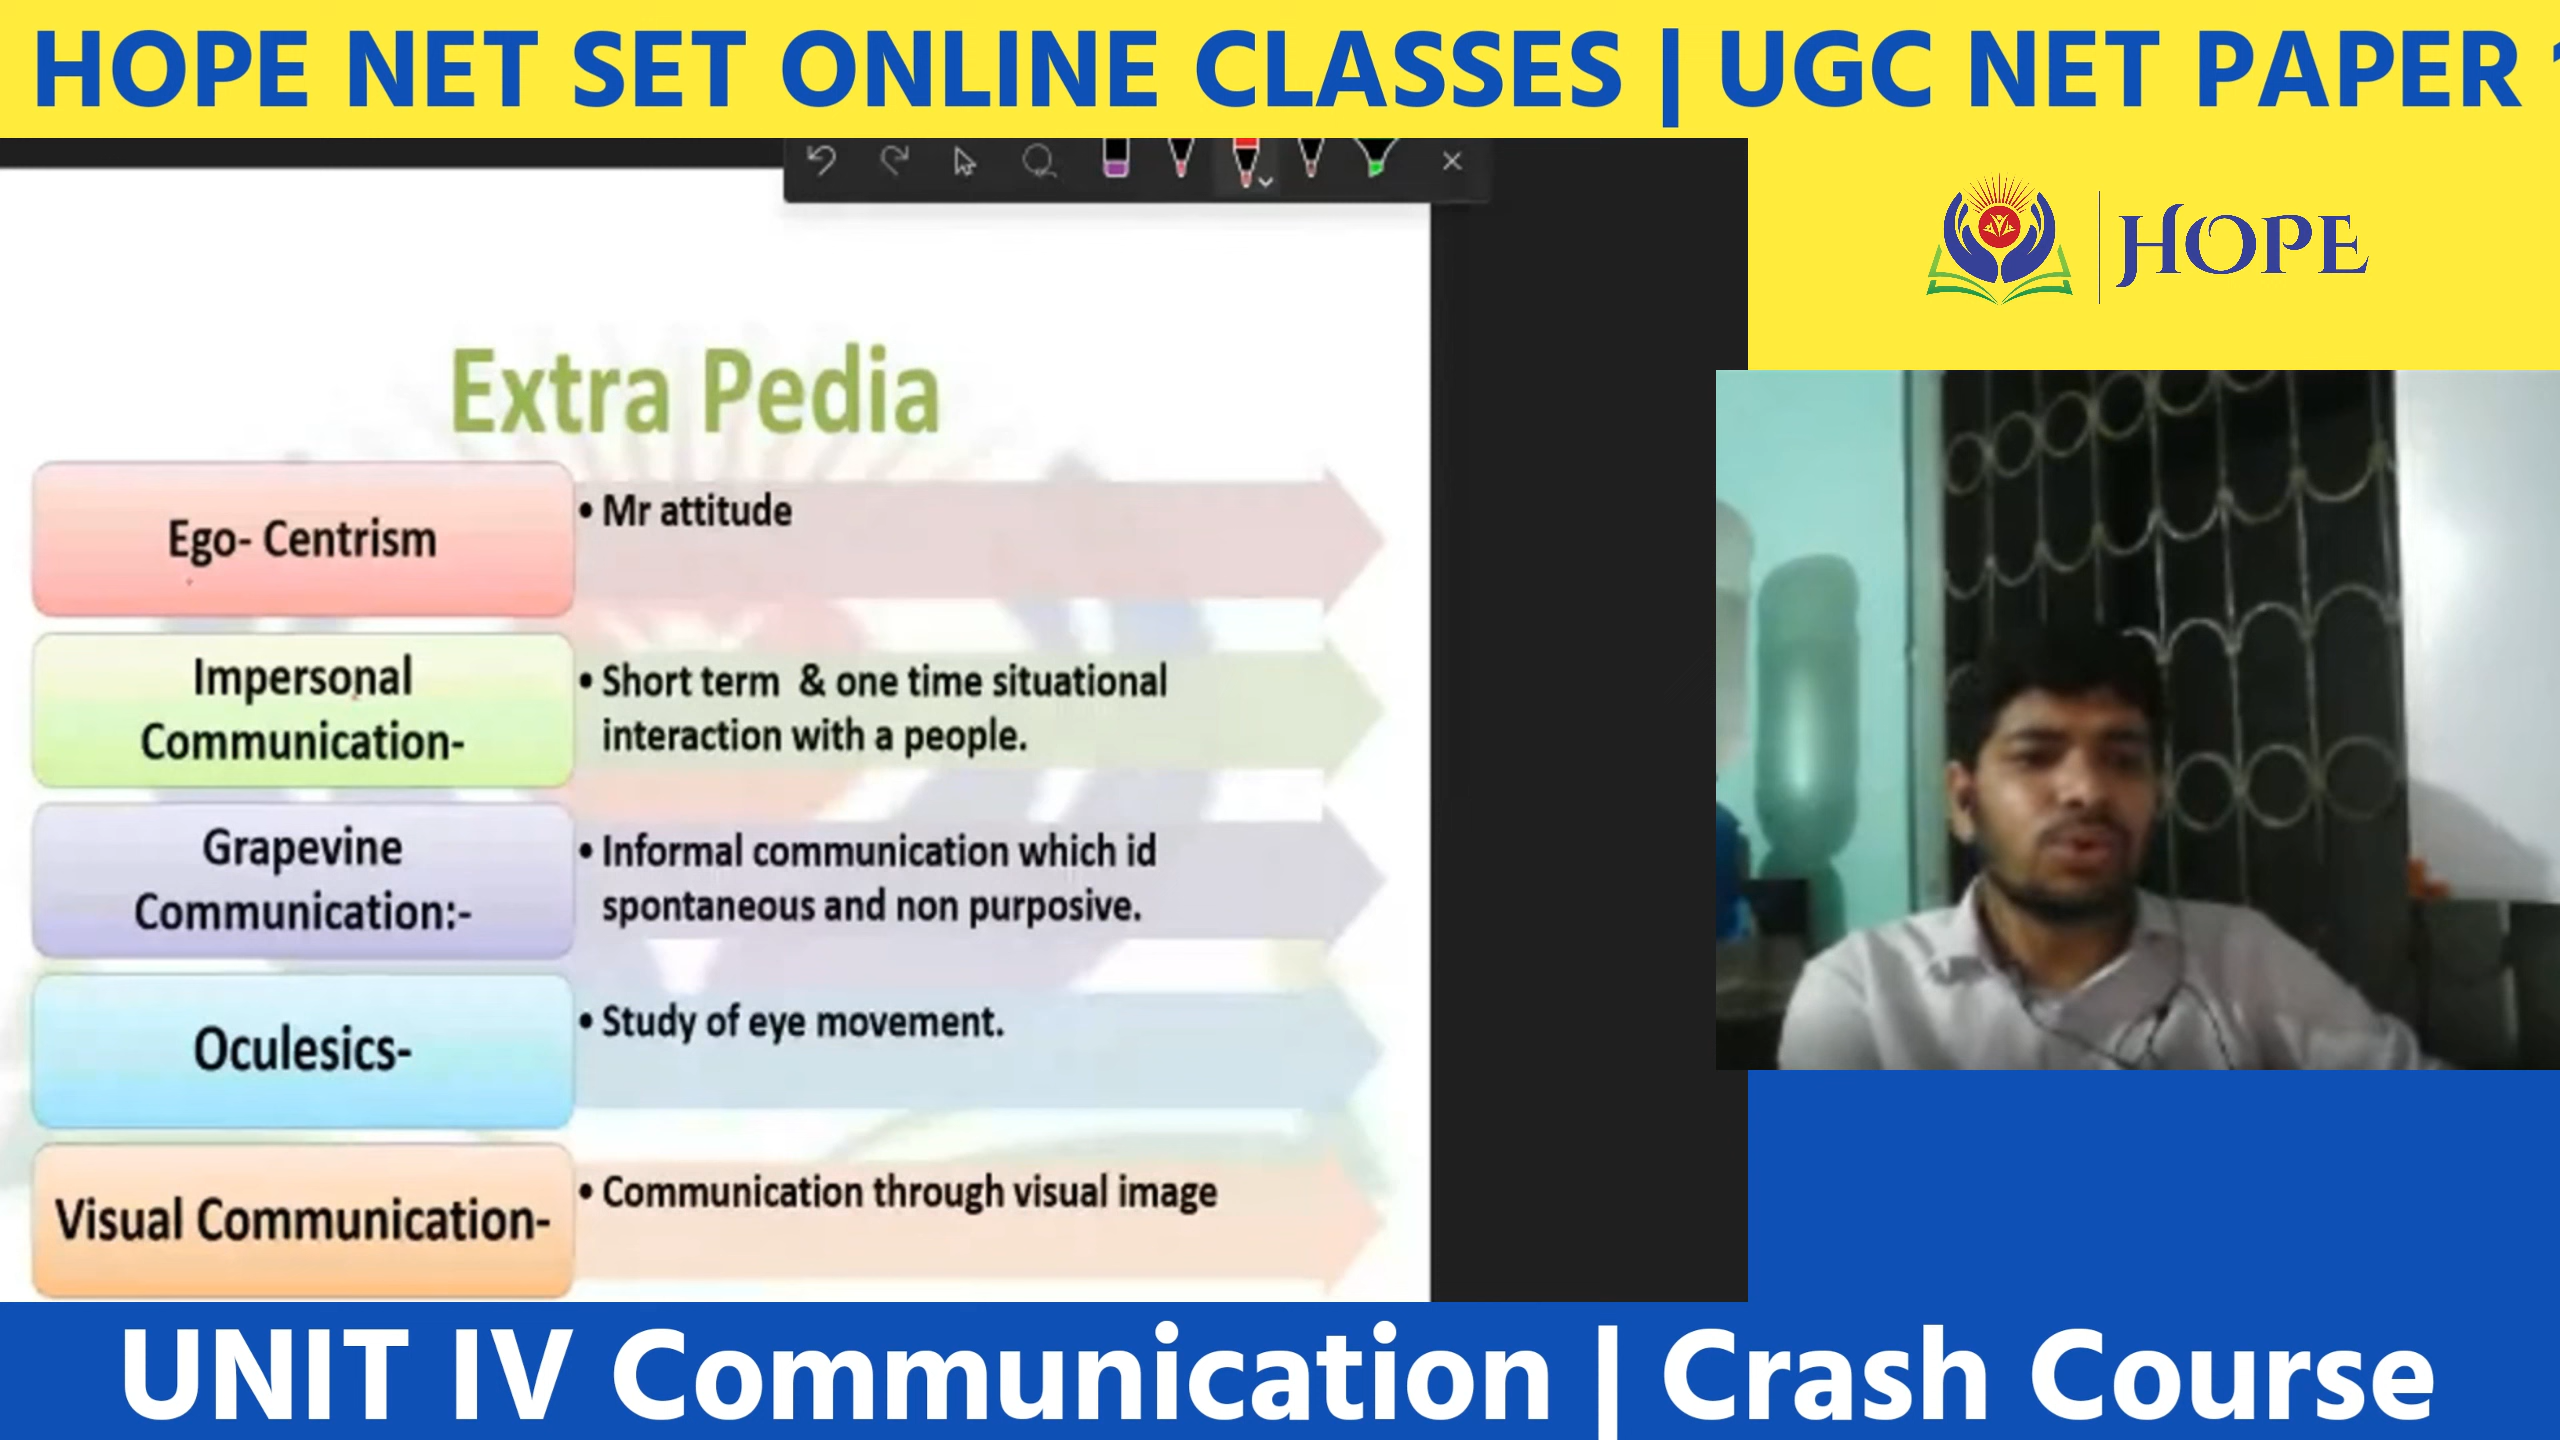 HOPE NET SET ONLINE CLASSES | UGC NET PAPER
HOPE
Extra Pedia
Ego- Centrism
• Mr attitude
Impersonal
Communication-
• Short term & one time situational
interaction with a people.
Grapevine
Communication:-
• Informal communication which id
spontaneous and non purposive.
Oculesics-
• Study of eye movement.
Visual Communication-
• Communication through visual image
UNIT IV Communication | Crash Course